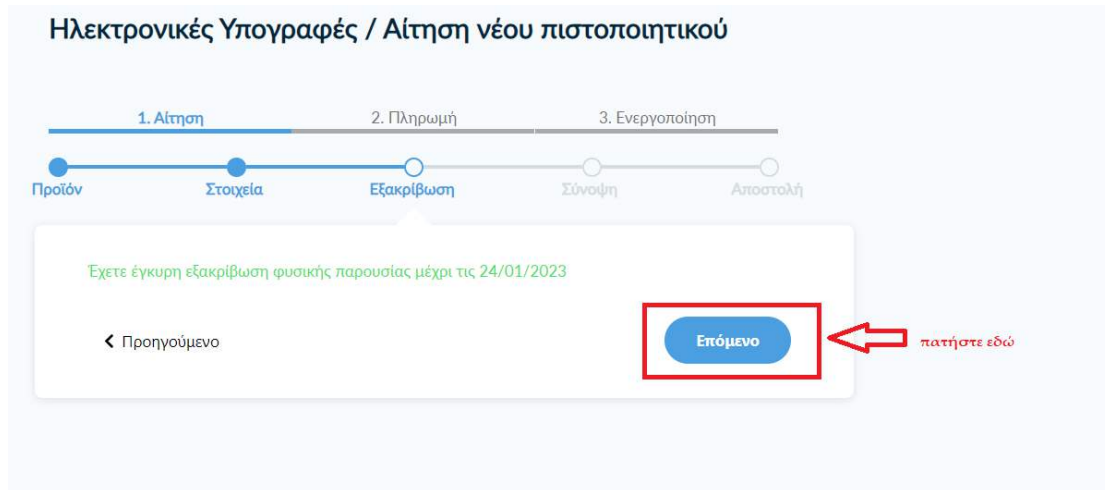 Ηλεκτρονικές Υπογραφές / Αίτηση νέου πιστοποιητικού
1. Αίτηση 2. Πληρωμή 3. Ενεργοποίηση
Προϊόν Στοιχεία Εξακρίβωση Σύνοψη Αποστολή
Έχετε έγκυρη εξακρίβωση φυσικής παρουσίας μέχρι τις 24/01/2023
Προηγούμενο Επόμενο πατήστε εδώ